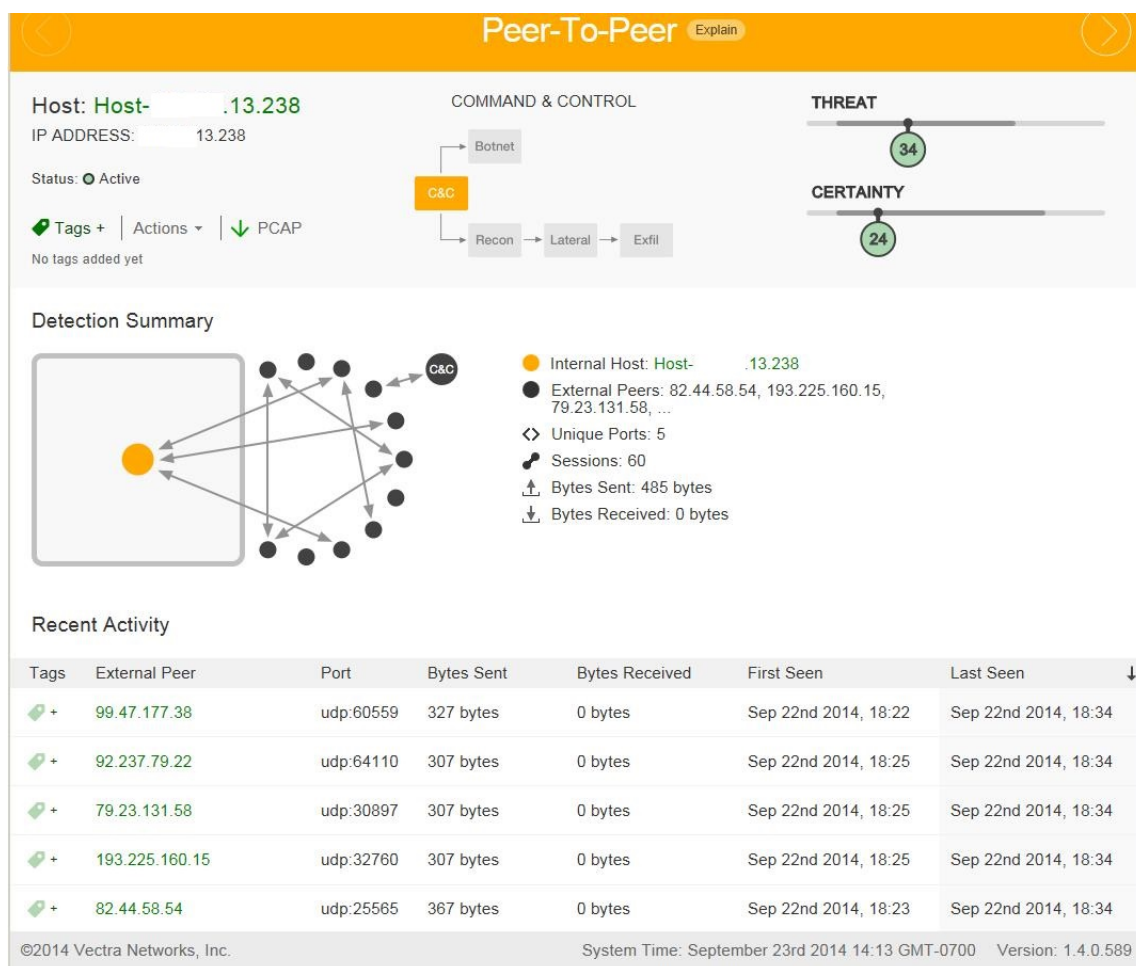 Peer-To-Peer Explain
Host: Host- .13.238
IP ADDRESS: 13.238
Status: Active
Tags + Actions PCAP
No tags added yet
COMMAND & CONTROL
Botnet
C&C
Recon Lateral Exfil
THREAT
34
CERTAINTY
24
Detection Summary
C&C
Internal Host: Host- .13.238
External Peers: 82.44.58.54, 193.225.160.15,
79.23.131.58, ...
Unique Ports: 5
Sessions: 60
Bytes Sent: 485 bytes
Bytes Received: 0 bytes
Recent Activity
Tags External Peer Port Bytes Sent Bytes Received First Seen Last Seen
+ 99.47.177.38 udp:60559 327 bytes 0 bytes Sep 22nd 2014, 18:22 Sep 22nd 2014, 18:34
+ 92.237.79.22 udp:64110 307 bytes 0 bytes Sep 22nd 2014, 18:25 Sep 22nd 2014, 18:34
+ 79.23.131.58 udp:30897 307 bytes 0 bytes Sep 22nd 2014, 18:25 Sep 22nd 2014, 18:34
+ 193.225.160.15 udp:32760 307 bytes 0 bytes Sep 22nd 2014, 18:25 Sep 22nd 2014, 18:34
+ 82.44.58.54 udp:25565 367 bytes 0 bytes Sep 22nd 2014, 18:23 Sep 22nd 2014, 18:34
©2014 Vectra Networks, Inc. System Time: September 23rd 2014 14:13 GMT-0700 Version: 1.4.0.589